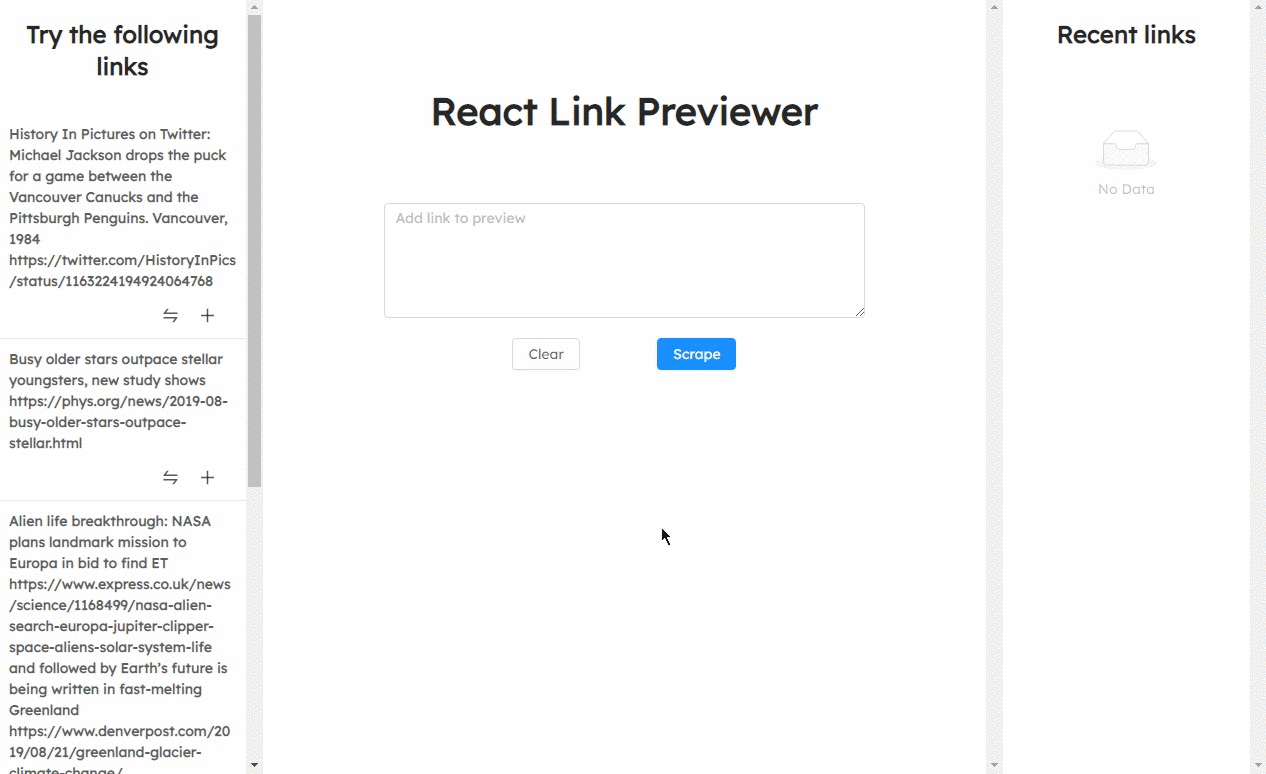 Try the following
links
History In Pictures on Twitter:
Michael Jackson drops the puck
for a game between the
Vancouver Canucks and the
Pittsburgh Penguins. Vancouver,
1984
https://twitter.com/HistoryInPics
/status/1163224194924064768
Busy older stars outpace stellar
youngsters, new study shows
https://phys.org/news/2019-08-
busy-older-stars-outpace-
stellar.html
Alien life breakthrough: NASA
plans landmark mission to
Europa in bid to find ET
https://www.express.co.uk/news
/science/1168499/nasa-alien-
search-europa-jupiter-clipper-
space-aliens-solar-system-life
and followed by Earth’s future is
being written in fast-melting
Greenland
https://www.denverpost.com/20
19/08/21/greenland-glacier-
climate-change/
React Link Previewer
Add link to preview
Clear
Scrape
Recent links
No Data